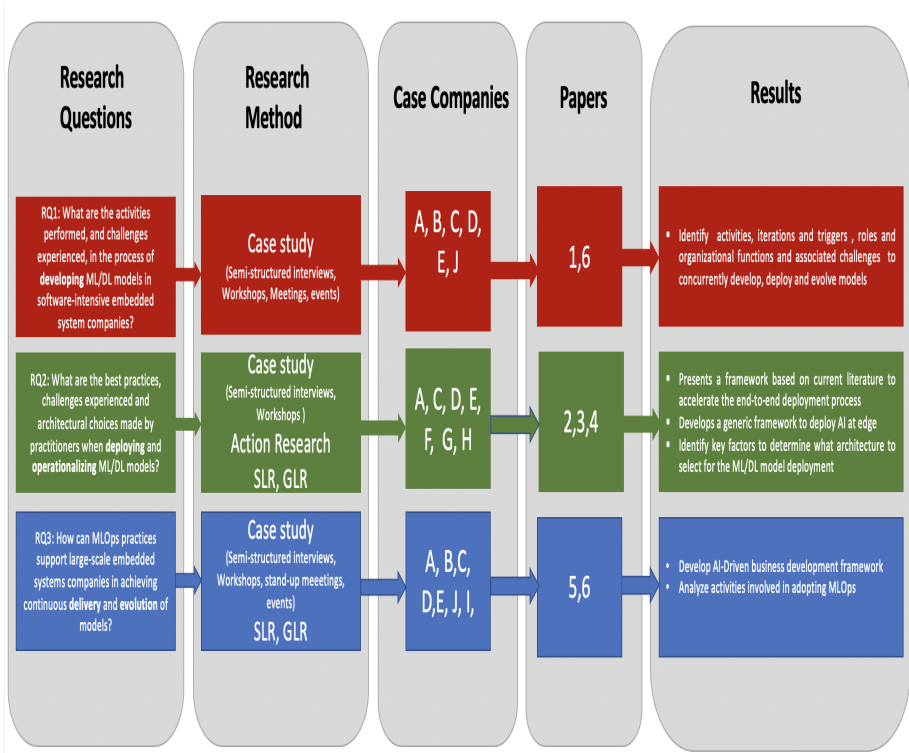 Research
Questions
Research
Method
Case Companies
Papers
Results
RQ1: What are the activities
performed, and challenges
experienced, in the process of
developing ML/DL models in
software-intensive embedded
system companies?
Case study
(Semi-structured interviews,
Workshops, Meetings, events)
A, B, C, D,
E, J
1,6
▪ Identify activities, iterations and triggers , roles and
organizational functions and associated challenges to
concurrently develop, deploy and evolve models
RQ2: What are the best practices,
challenges experienced and
architectural choices made by
practitioners when deploying and
operationalizing ML/DL models?
Case study
(Semi-structured interviews,
Workshops )
Action Research
SLR, GLR
A, C, D, E,
F, G, H
2,3,4
▪ Presents a framework based on current literature to
accelerate the end-to-end deployment process
▪ Develops a generic framework to deploy AI at edge
▪ Identify key factors to determine what architecture to
select for the ML/DL model deployment
RQ3: How can MLOps practices
support large-scale embedded
systems companies in achieving
continuous delivery and evolution of
models?
Case study
(Semi-structured interviews,
Workshops, stand-up meeetings,
events)
SLR, GLR
A, B,C,
D,E, J, I,
5,6
• Develop AI-Driven business development framework
• Analyze activities involved in adopting MLOps